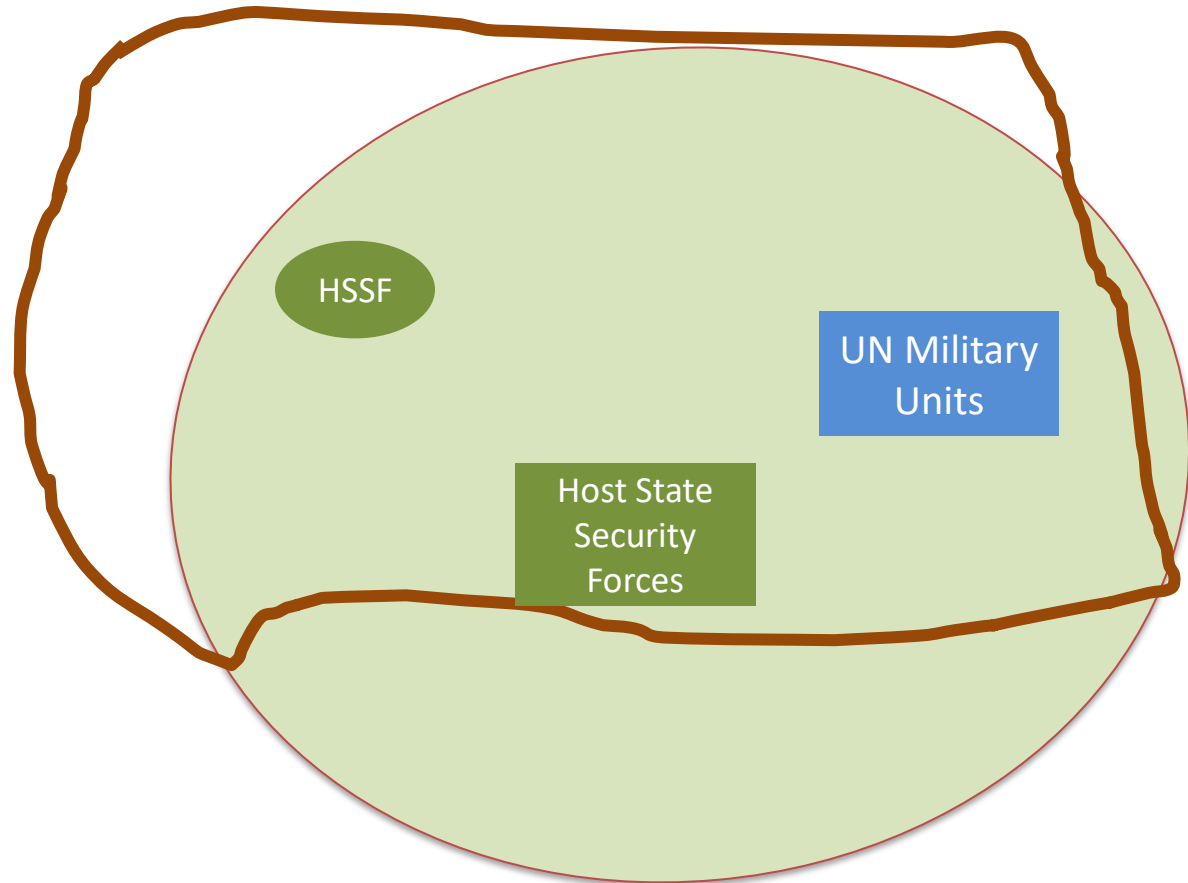 HSSF
UN Military
Units
Host State
Security
Forces